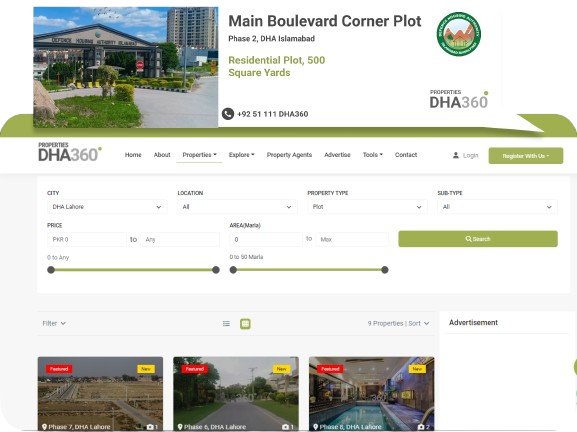 Main Boulevard Corner Plot
Phase 2, DHA Islamabad
Residential Plot, 500
Square Yards
+92 51 111 DHA360
PROPERTIES
DHA360
DEFENCE HOUSING AUTHORITY ISLAMABAD
PROPERTIES
DHA360
Home About Properties Explore Property Agents Advertise Tools Contact Login Register With Us
CITY LOCATION PROPERTY TYPE SUB-TYPE
DHA Lahore All Plot All
PRICE AREA(Marla)
PKR 0 to Any 0 to Max Search
0 to Any 0 to 50 Marla
Filter 9 Properties | Sort Advertisement
Featured New Featured New Featured New
Phase 7, DHA Lahore 1 Phase 6, DHA Lahore 1 Phase 8, DHA Lahore 2